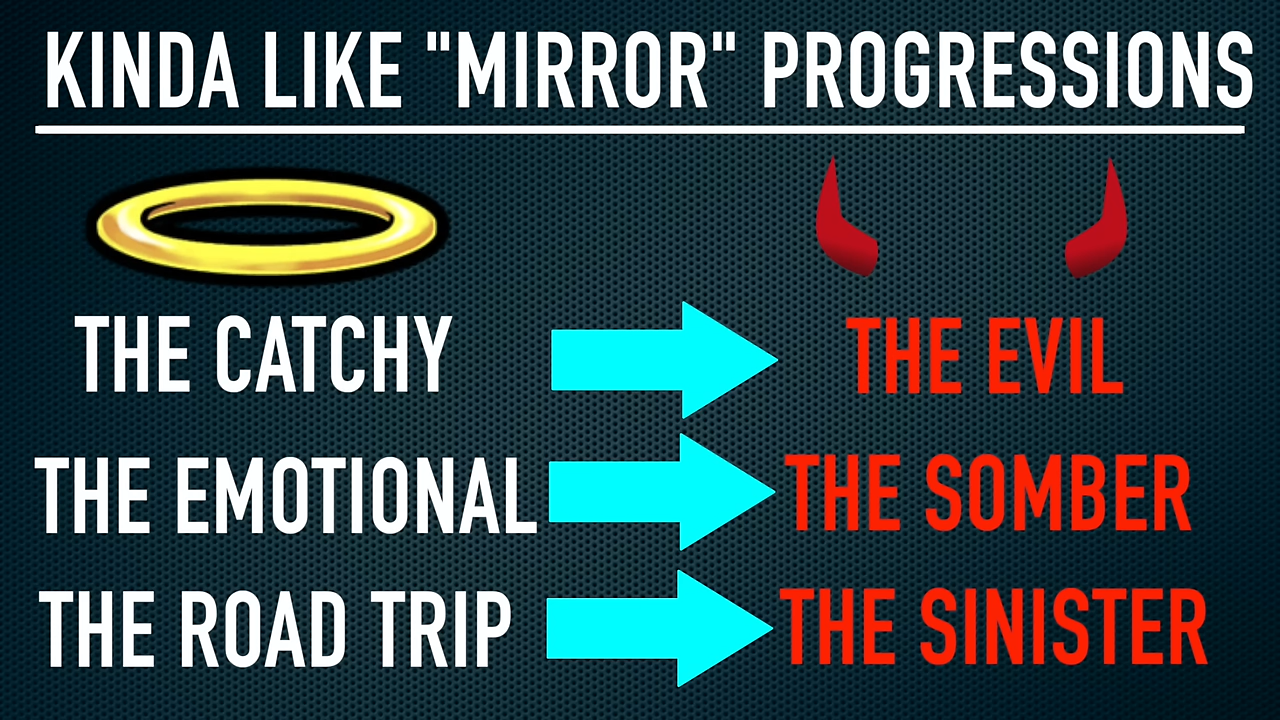 KINDA LIKE "MIRROR" PROGRESSIONS
THE CATCHY THE EVIL
THE EMOTIONAL THE SOMBER
THE ROAD TRIP THE SINISTER